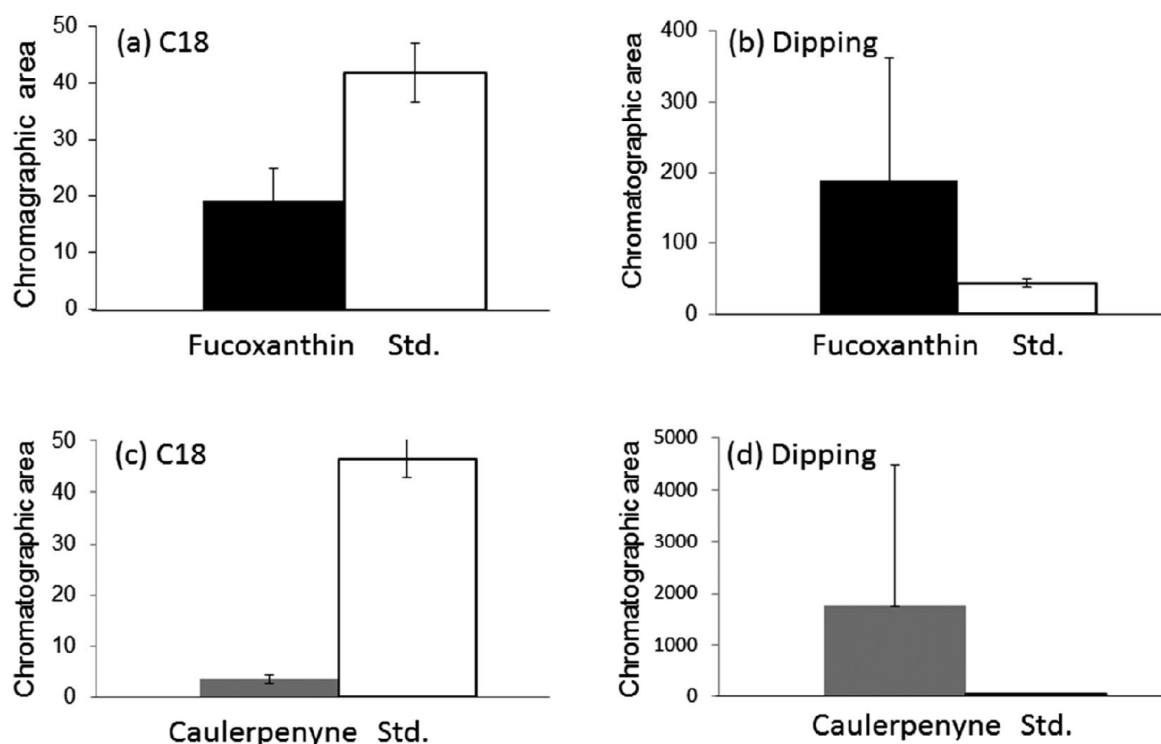 (a) C18
Chromagraphic area
50
40
30
20
10
0
Fucoxanthin Std.
(b) Dipping
Chromatographic area
400
300
200
100
0
Fucoxanthin Std.
(c) C18
Chromatographic area
50
40
30
20
10
0
Caulerpenyne Std.
(d) Dipping
Chromatographic area
5000
4000
3000
2000
1000
0
Caulerpenyne Std.